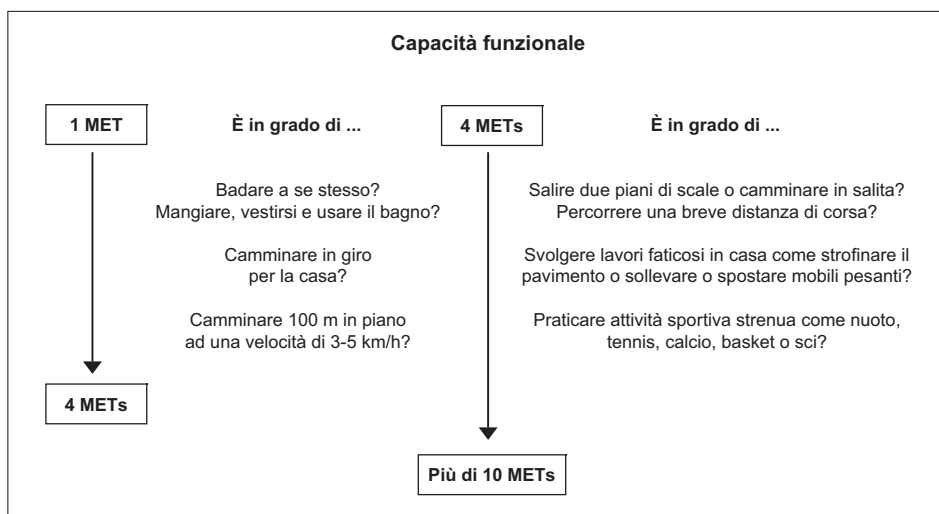 Capacità funzionale
1 MET
È in grado di ...
Badare a se stesso?
Mangiare, vestirsi e usare il bagno?
Camminare in giro
per la casa?
Camminare 100 m in piano
ad una velocità di 3-5 km/h?
4 METs
4 METs
È in grado di ...
Salire due piani di scale o camminare in salita?
Percorrere una breve distanza di corsa?
Svolgere lavori faticosi in casa come strofinare il
pavimento o sollevare o spostare mobili pesanti?
Praticare attività sportiva strenua come nuoto,
tennis, calcio, basket o sci?
Più di 10 METs